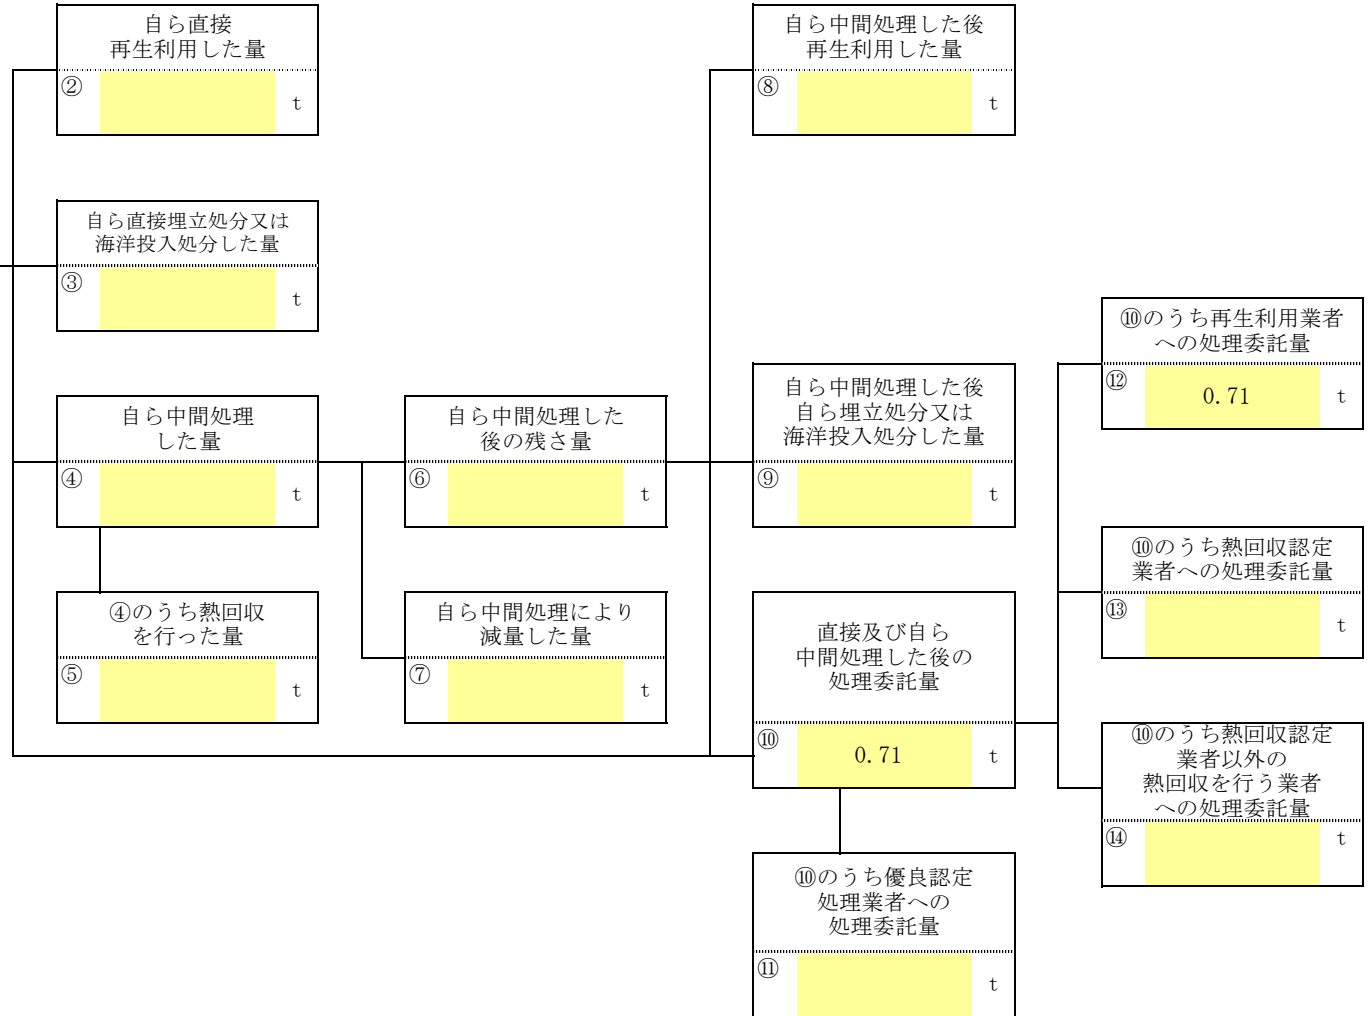 自ら直接
再生利用した量
②
t
自ら中間処理した後
再生利用した量
⑧
t
自ら直接埋立処分又は
海洋投入処分した量
③
t
⑩のうち再生利用業者
への処理委託量
⑫
0.71
t
自ら中間処理
した量
④
t
自ら中間処理した
後の残さ量
⑥
t
自ら中間処理した後
自ら埋立処分又は
海洋投入処分した量
⑨
t
⑩のうち熱回収認定
業者への処理委託量
⑬
t
④のうち熱回収
を行った量
⑤
t
自ら中間処理により
減量した量
⑦
t
直接及び自ら
中間処理した後の
処理委託量
⑩
0.71
t
⑩のうち熱回収認定
業者以外の
熱回収を行う業者
への処理委託量
⑭
t
⑩のうち優良認定
処理業者への
処理委託量
⑪
t